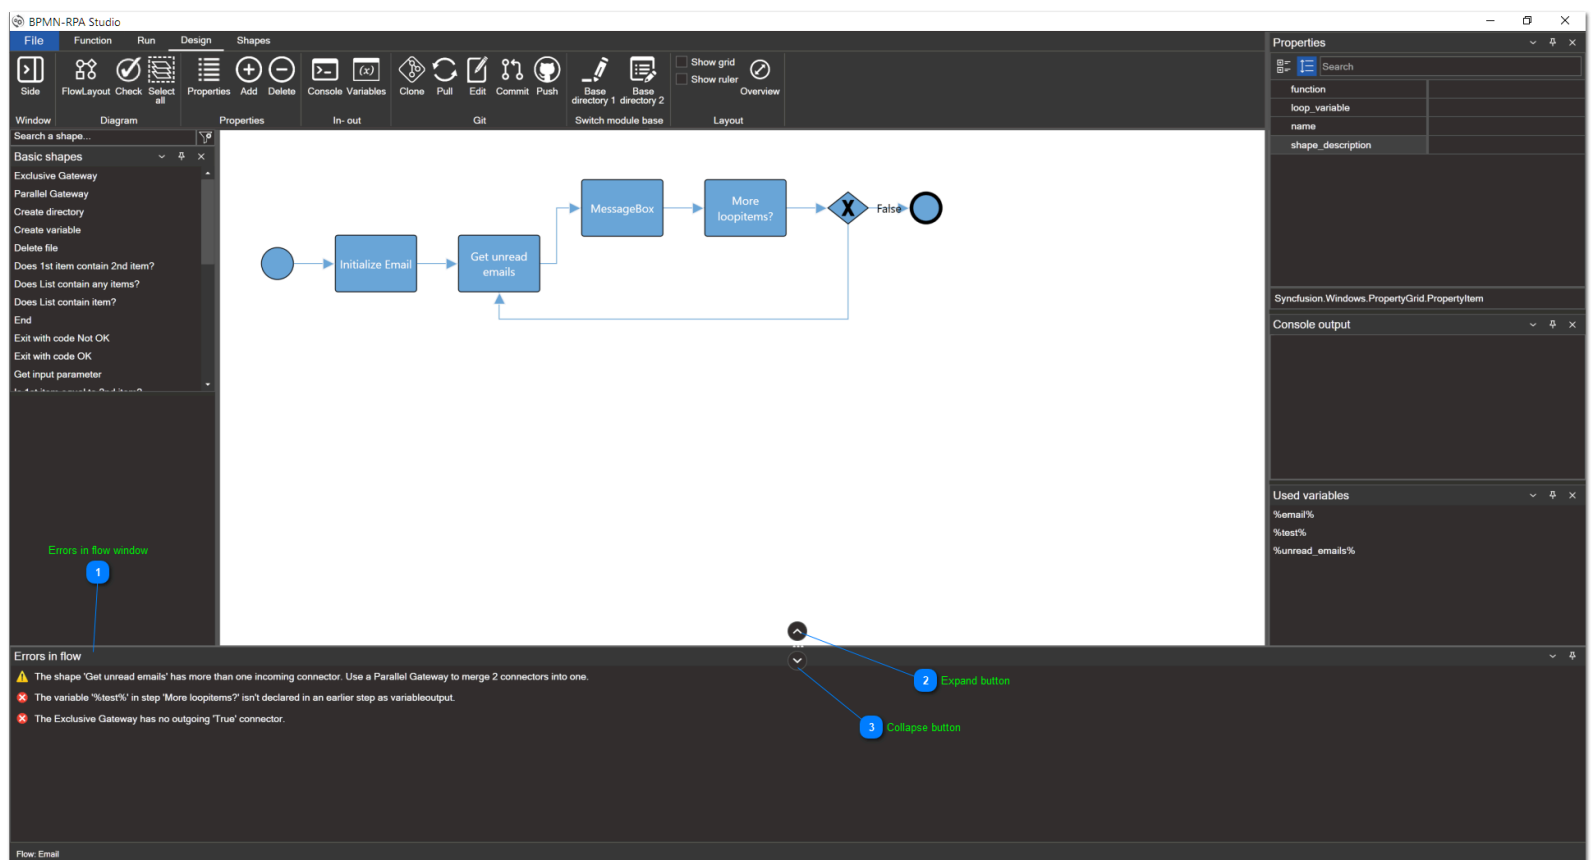 BPMN-RPA Studio
File Function Run Design Shapes
Side FlowLayout Check Select all Properties Add Delete Console Variables Clone Pull Edit Commit Push Base directory 1 Base directory 2 Show grid Show ruler Overview
(x)
Window Diagram Properties In- out Git Switch module base Layout
Search a shape...
Basic shapes
Exclusive Gateway
Parallel Gateway
Create directory
Create variable
Delete file
Does 1st item contain 2nd item?
Does List contain any items?
Does List contain item?
End
Exit with code Not OK
Exit with code OK
Get input parameter
Initialize Email
Get unread
emails
MessageBox
More
loopitems?
X
False
Properties
Search
function
loop_variable
name
shape_description
Syncfusion.Windows.PropertyGrid.PropertyItem
Console output
Used variables
%email%
%test%
%unread_emails%
Errors in flow window
1
Errors in flow
The shape 'Get unread emails' has more than one incoming connector. Use a Parallel Gateway to merge 2 connectors into one.
The variable '%test%' in step 'More loopitems?' isn't declared in an earlier step as variableoutput.
The Exclusive Gateway has no outgoing 'True' connector.
2 Expand button
3 Collapse button
Flow: Email